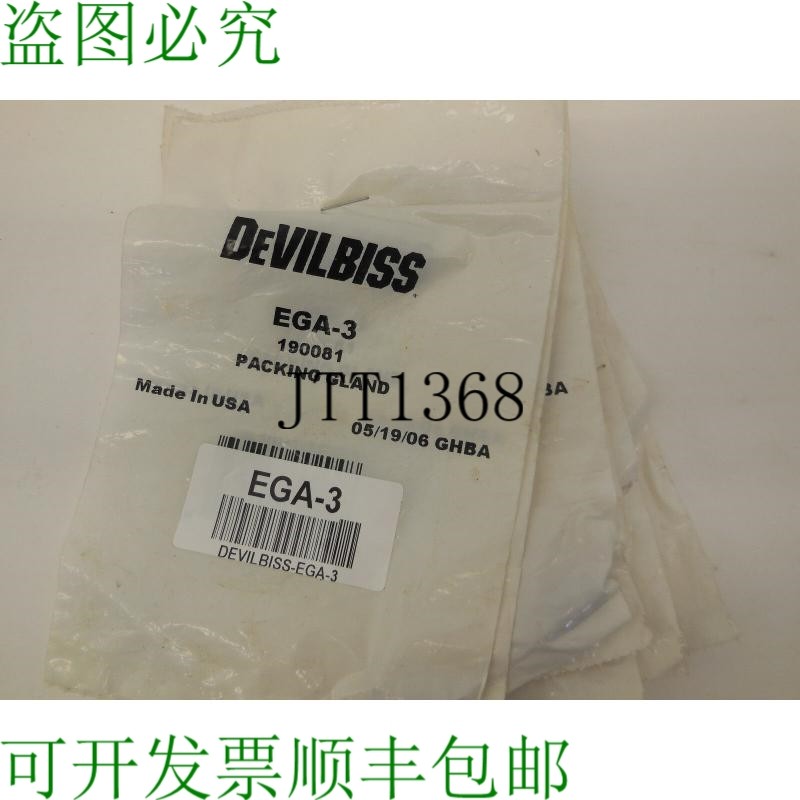 盗图必究
DEVILBISS
EGA-3
190081
PACKING GLAND
Made In USA
JTT1368
BA
05/19/06 GHBA
EGA-3
DEVILBISS-EGA-3
可开发票顺丰包邮